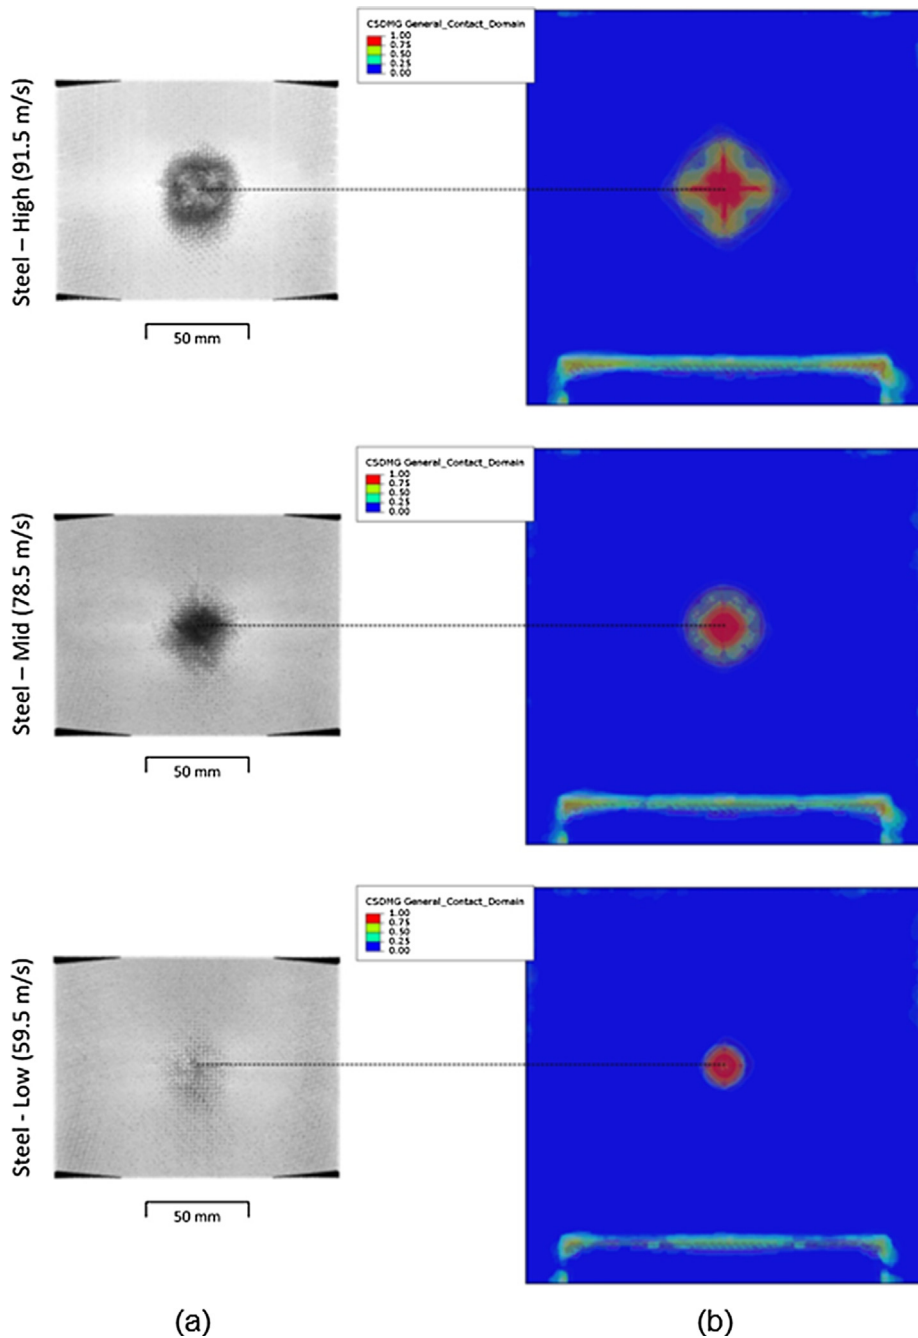 Steel – High (91.5 m/s)
CSDMG General_Contact_Domain
1.00
0.75
0.50
0.25
0.00
50 mm
Steel – Mid (78.5 m/s)
CSDMG General_Contact_Domain
1.00
0.75
0.50
0.25
0.00
50 mm
Steel - Low (59.5 m/s)
CSDMG General_Contact_Domain
1.00
0.75
0.50
0.25
0.00
50 mm
(a)
(b)